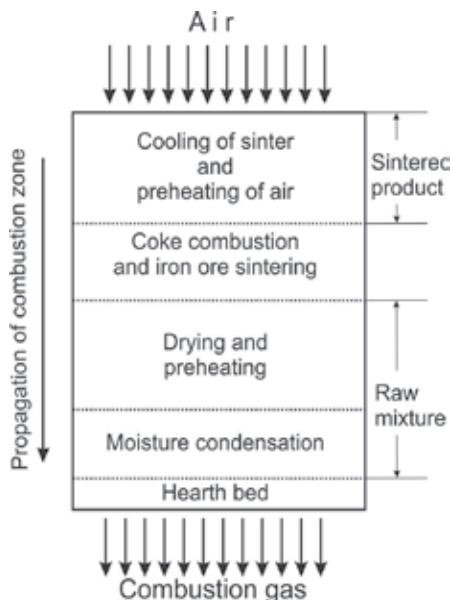 Air
Cooling of sinter
and
preheating of air
Sintered
product
Coke combustion
and iron ore sintering
Drying and
preheating
Raw
mixture
Moisture condensation
Hearth bed
Combustion gas
Propagation of combustion zone